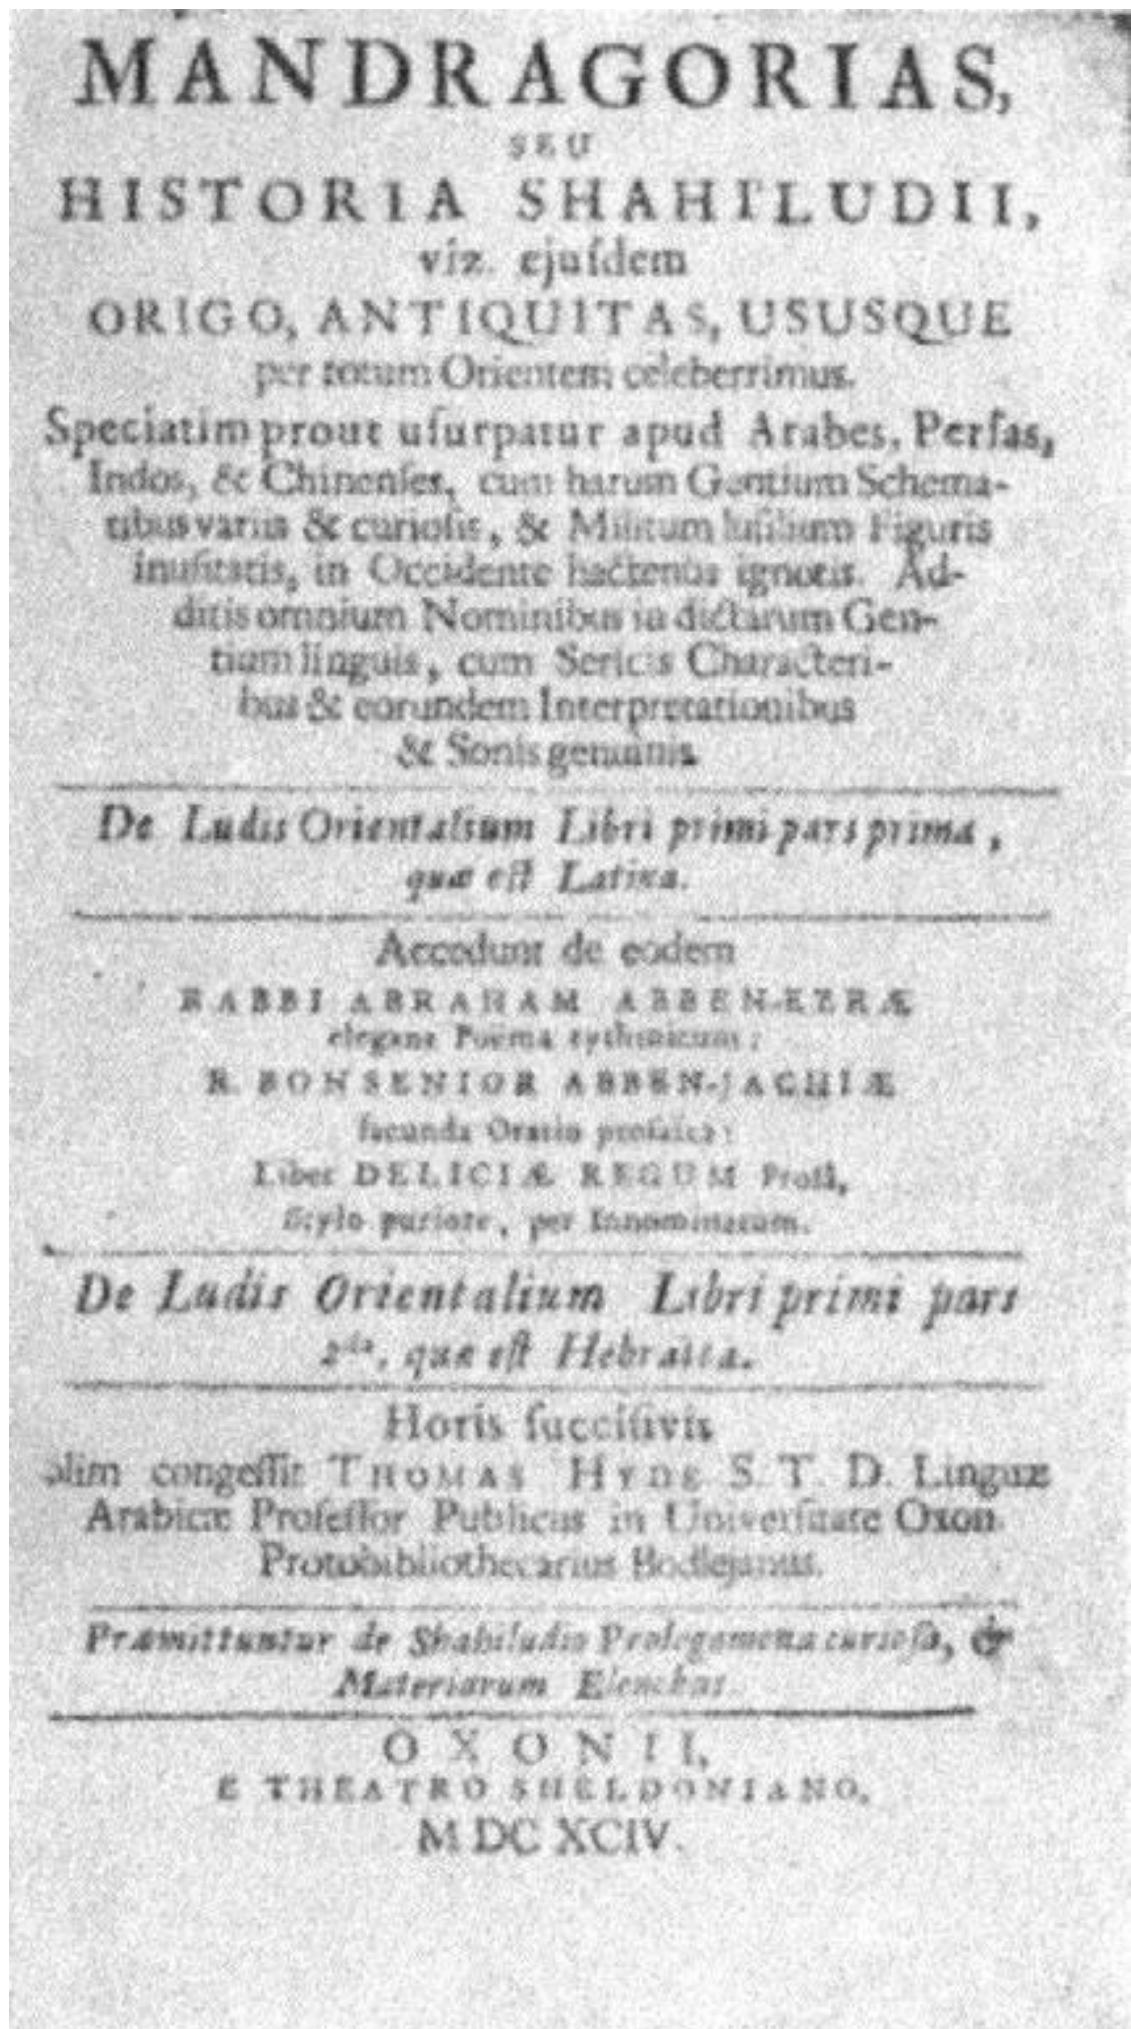 MANDRAGORIAS,
SEU
HISTORIA SHAHILUDII,
viz. ejuſdem
ORIGO, ANTIQUITAS, USUSQUE
per totum Orientem celeberrimus.
Speciatim prout uſurpatur apud Arabes, Perſas,
Indos, & Chinenſes, cum harum Gentium Schema-
tibus variis & curioſis, & Militum luſilium Figuris
inuſitatis, in Occidente hactenus ignotis. Ad-
ditis omnium Nominibus in dictarum Gen-
tium linguis, cum Sericis Characteri-
bus & eorundem Interpretationibus
& Sonis genuinis.
De Ludis Orientalium Libri primi pars prima,
quæ eſt Latina.
Accedunt de eodem
RABBI ABRAHAM ABBEN-EZRÆ
elegans Poëma rythmicum:
R. BONSENIOR ABBEN-JACHIÆ
facunda Oratio proſaica:
Liber DELICIÆ REGUM Proſâ,
Stylo puriore, per Innominatum.
De Ludis Orientalium Libri primi pars
2da, quæ eſt Hebraica.
Horis ſucciſivis
olim congeſſit THOMAS HYDE S. T. D. Linguæ
Arabicæ Profeſſor Publicus in Univerſitate Oxon.
Protobibliothecarius Bodlejanus.
Præmittuntur de Shahiludio Prolegomena curioſa, &
Materiarum Elenchus.
OXONII,
E THEATRO SHELDONIANO,
M DC XCIV.